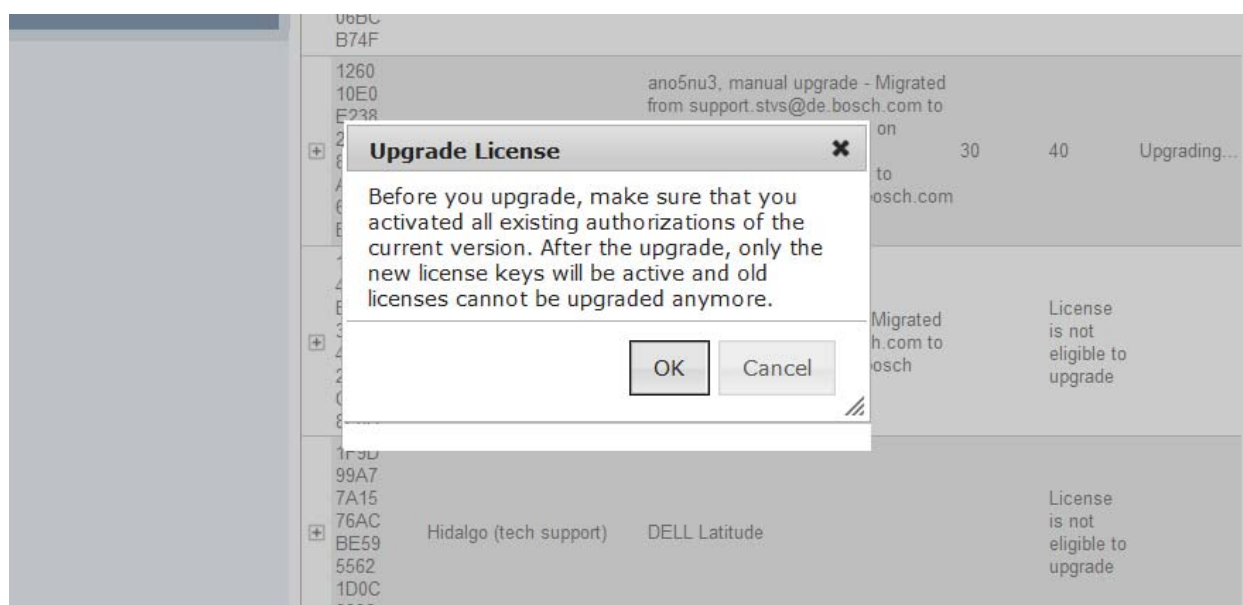 06BC
B74F
1260
10E0
E238
ano5nu3, manual upgrade - Migrated
from support.stvs@de.bosch.com to
on
to
osch.com
30
40
Upgrading...
Upgrade License
Before you upgrade, make sure that you
activated all existing authorizations of the
current version. After the upgrade, only the
new license keys will be active and old
licenses cannot be upgraded anymore.
OK
Cancel
Migrated
h.com to
osch
License
is not
eligible to
upgrade
1F9D
99A7
7A15
76AC
BE59
5562
1D0C
Hidalgo (tech support)
DELL Latitude
License
is not
eligible to
upgrade